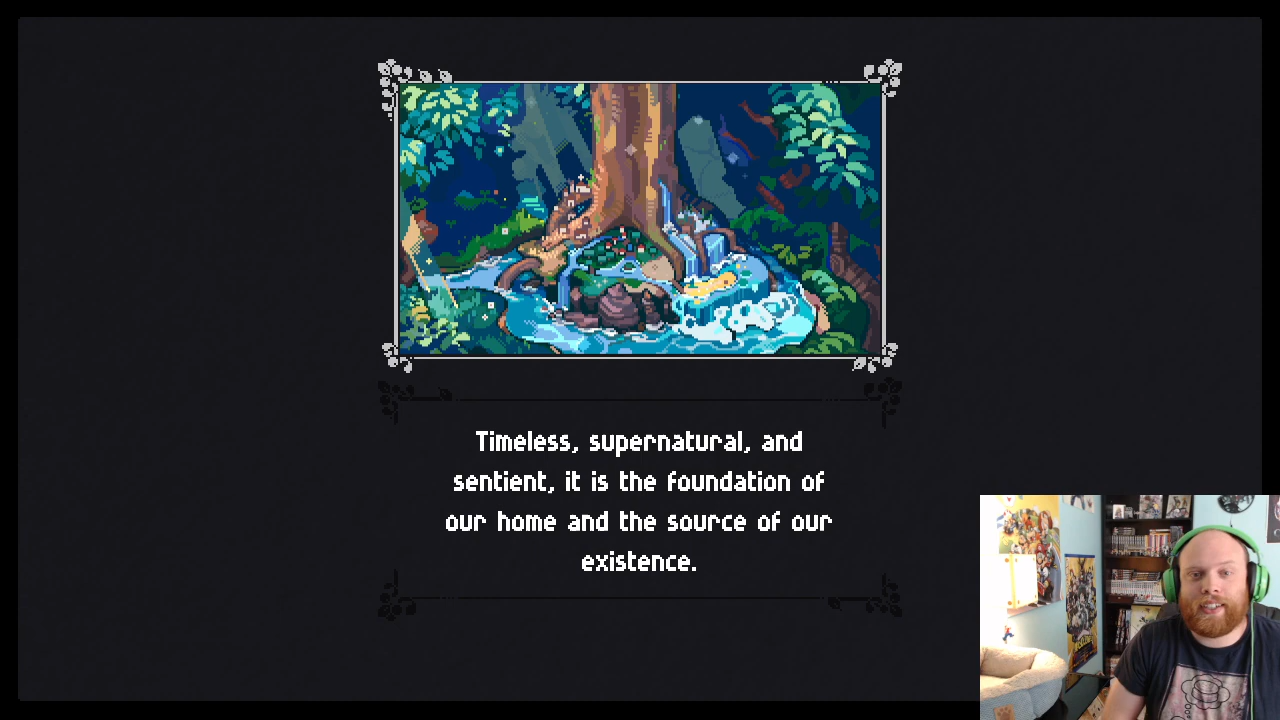 Timeless, supernatural, and
sentient, it is the foundation of
our home and the source of our
existence.